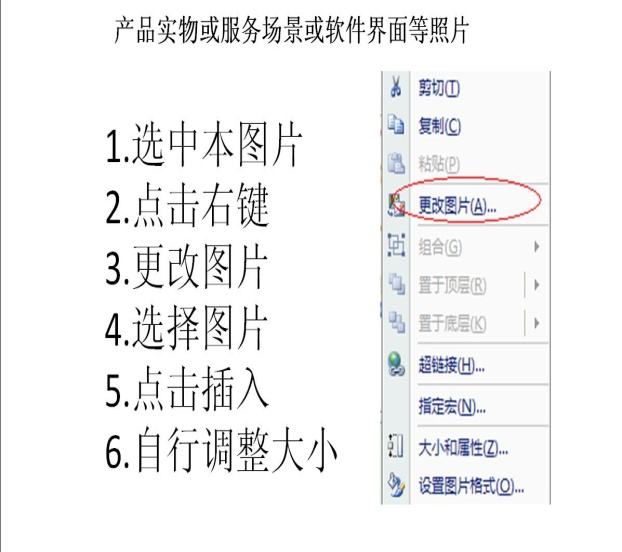 产品实物或服务场景或软件界面等照片
1.选中本图片
2.点击右键
3.更改图片
4.选择图片
5.点击插入
6.自行调整大小
剪切(T)
复制(C)
粘贴(P)
更改图片(A)...
组合(G)
置于顶层(R)
置于底层(K)
超链接(H)...
指定宏(N)...
大小和属性(Z)...
设置图片格式(O)...